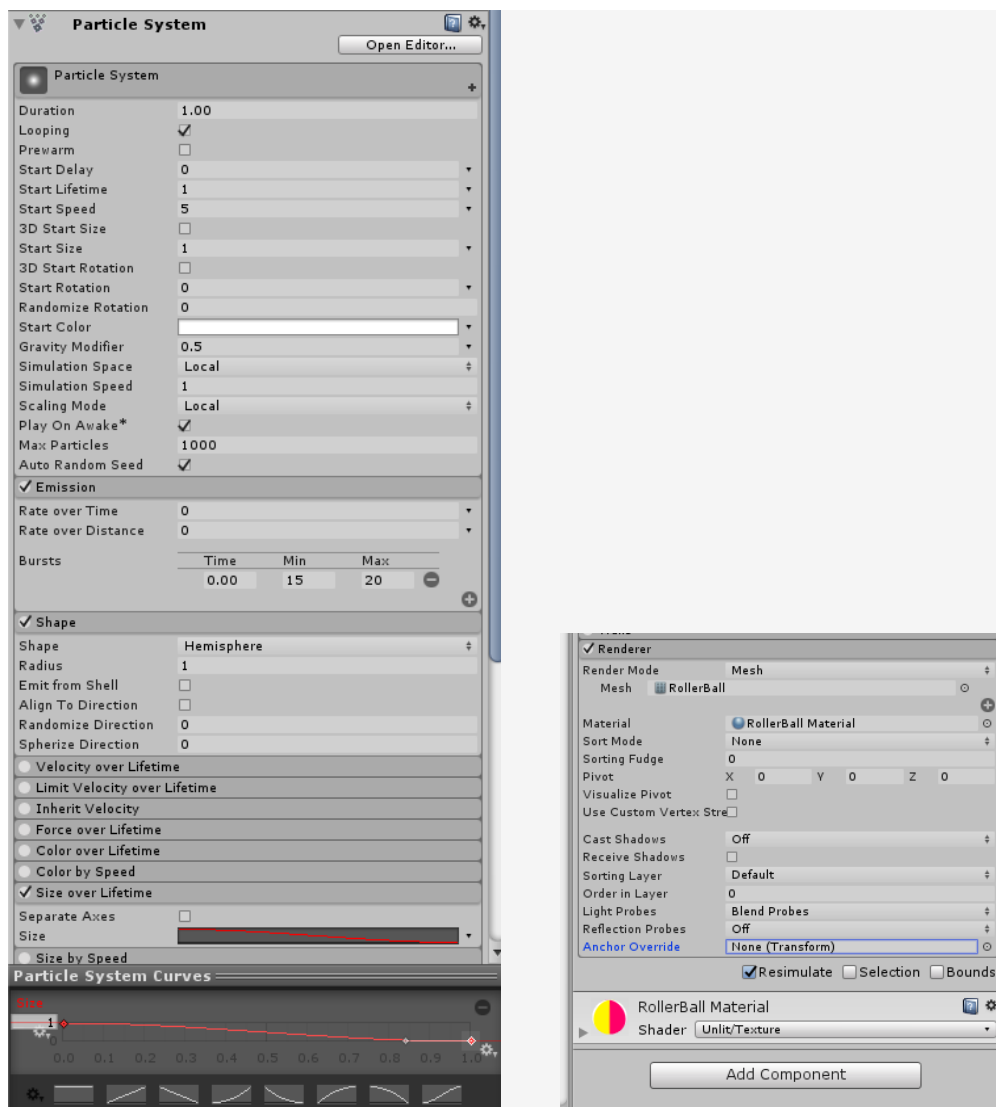 Particle System
Open Editor...
Particle System
Duration 1.00
Looping
Prewarm
Start Delay 0
Start Lifetime 1
Start Speed 5
3D Start Size
Start Size 1
3D Start Rotation
Start Rotation 0
Randomize Rotation 0
Start Color
Gravity Modifier 0.5
Simulation Space Local
Simulation Speed 1
Scaling Mode Local
Play On Awake*
Max Particles 1000
Auto Random Seed
Emission
Rate over Time 0
Rate over Distance 0
Bursts Time Min Max
0.00 15 20
Shape
Shape Hemisphere
Radius 1
Emit from Shell
Align To Direction
Randomize Direction 0
Spherize Direction 0
Velocity over Lifetime
Limit Velocity over Lifetime
Inherit Velocity
Force over Lifetime
Color over Lifetime
Color by Speed
Size over Lifetime
Separate Axes
Size
Size by Speed
Particle System Curves
Size
1
0
0.0 0.1 0.2 0.3 0.4 0.5 0.6 0.7 0.8 0.9 1.0
Renderer
Render Mode Mesh
Mesh RollerBall
Material RollerBall Material
Sort Mode None
Sorting Fudge 0
Pivot X 0 Y 0 Z 0
Visualize Pivot
Use Custom Vertex Stre
Cast Shadows Off
Receive Shadows
Sorting Layer Default
Order in Layer 0
Light Probes Blend Probes
Reflection Probes Off
Anchor Override None (Transform)
Resimulate Selection Bounds
RollerBall Material
Shader Unlit/Texture
Add Component